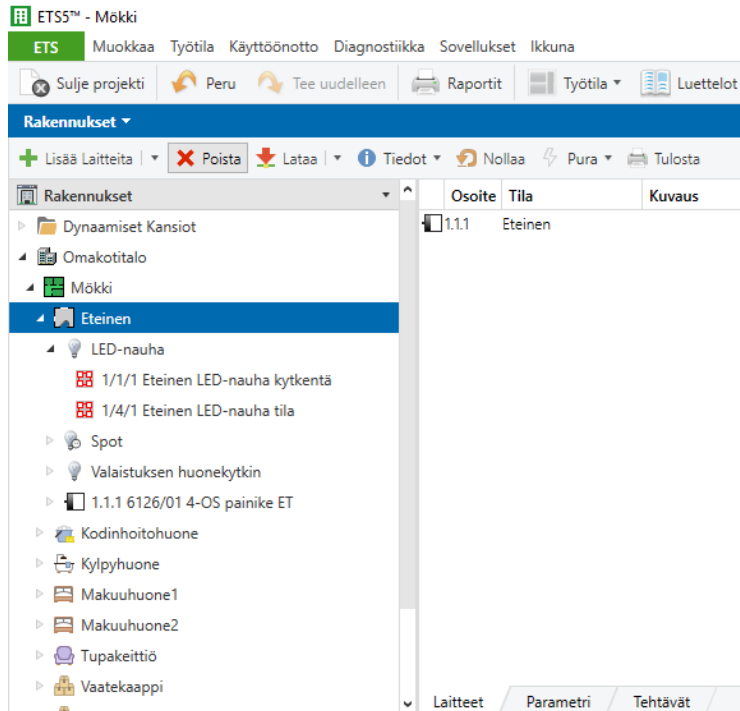 ETS5™ - Mökki
ETS Muokkaa Työtila Käyttöönotto Diagnostiikka Sovellukset Ikkuna
Sulje projekti Peru Tee uudelleen Raportit Työtila Luettelot
Rakennukset
Lisää Laitteita Poista Lataa Tiedot Nollaa Pura Tulosta
Rakennukset
Osoite Tila Kuvaus
Dynaamiset Kansiot
1.1.1 Eteinen
Omakotitalo
Mökki
Eteinen
LED-nauha
1/1/1 Eteinen LED-nauha kytkentä
1/4/1 Eteinen LED-nauha tila
Spot
Valaistuksen huonekytkin
1.1.1 6126/01 4-OS painike ET
Kodinhoitohuone
Kylpyhuone
Makuuhuone1
Makuuhuone2
Tupakeittiö
Vaatekaappi
Laitteet Parametri Tehtävät